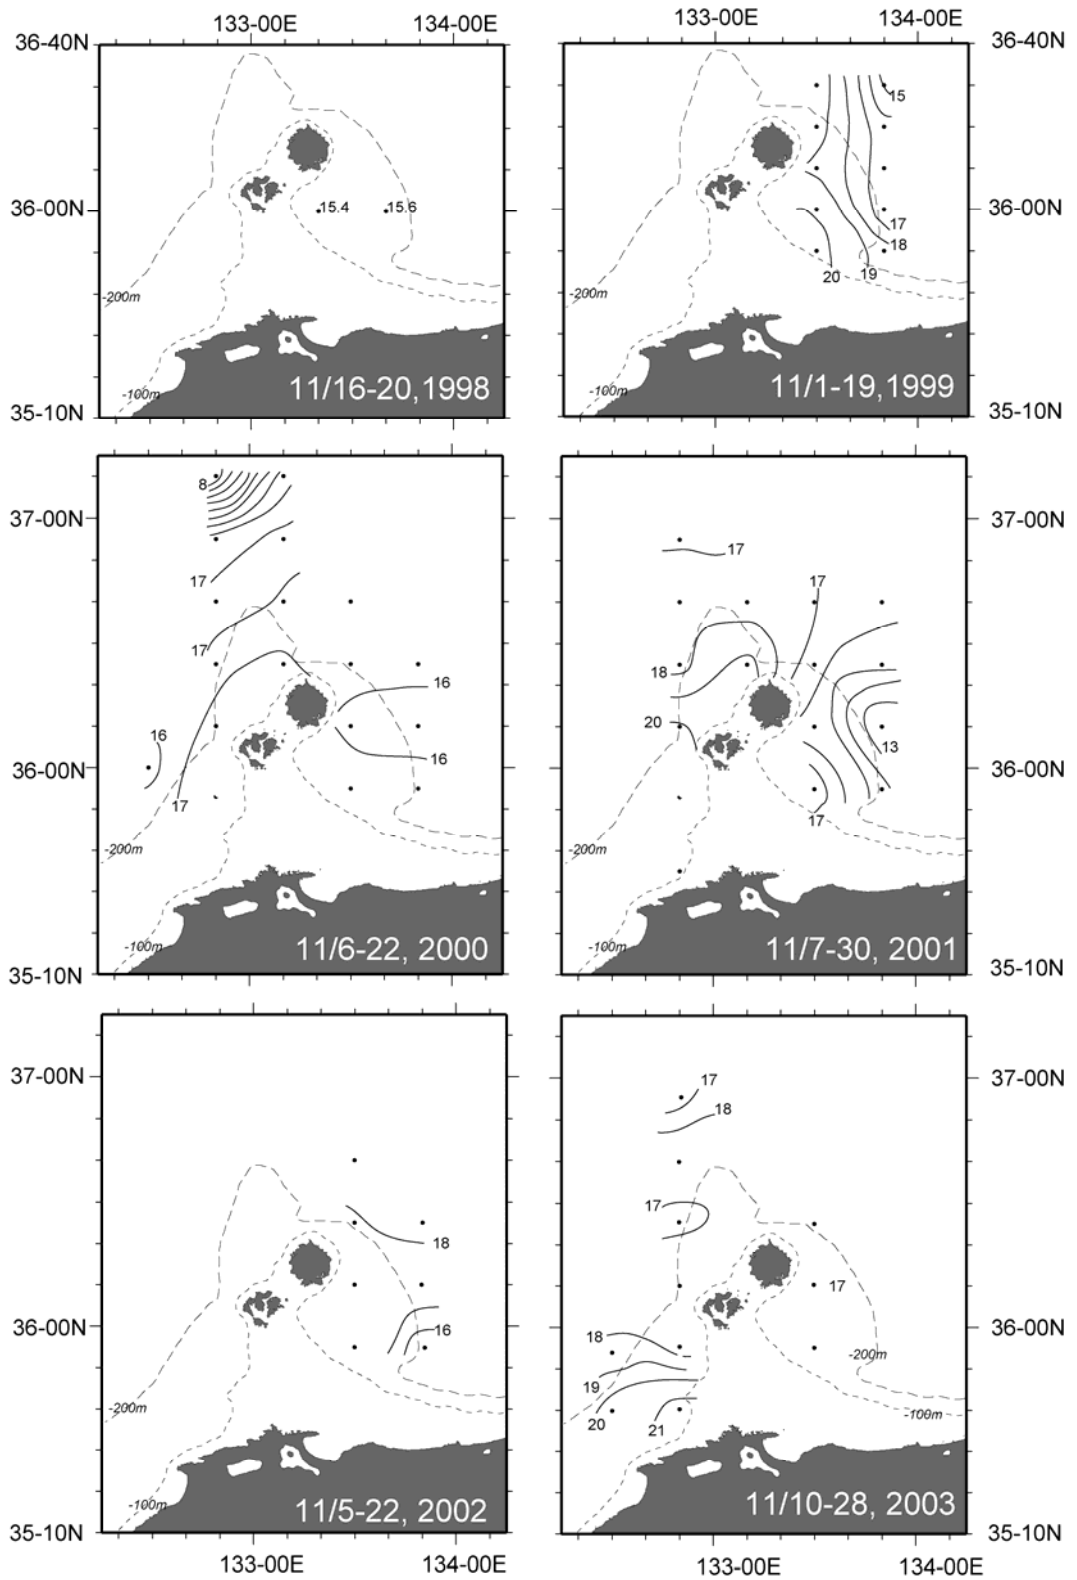 133-00E 134-00E 133-00E 134-00E
36-40N 36-40N
15
15.4 15.6
36-00N 36-00N
17
18
20 19
-200m -200m
-100m -100m
11/16-20,1998 11/1-19,1999
35-10N 35-10N
8
37-00N 37-00N
17
17 17
17
18
16 16
20
16
16 13
36-00N 36-00N
17
17
-200m -200m
-100m -100m
11/6-22, 2000 11/7-30, 2001
35-10N 35-10N
37-00N 37-00N
17
18
17
18
17
16
36-00N 36-00N
18
-200m
19
-200m
20 21
-100m
-100m
11/5-22, 2002 11/10-28, 2003
35-10N 35-10N
133-00E 134-00E 133-00E 134-00E